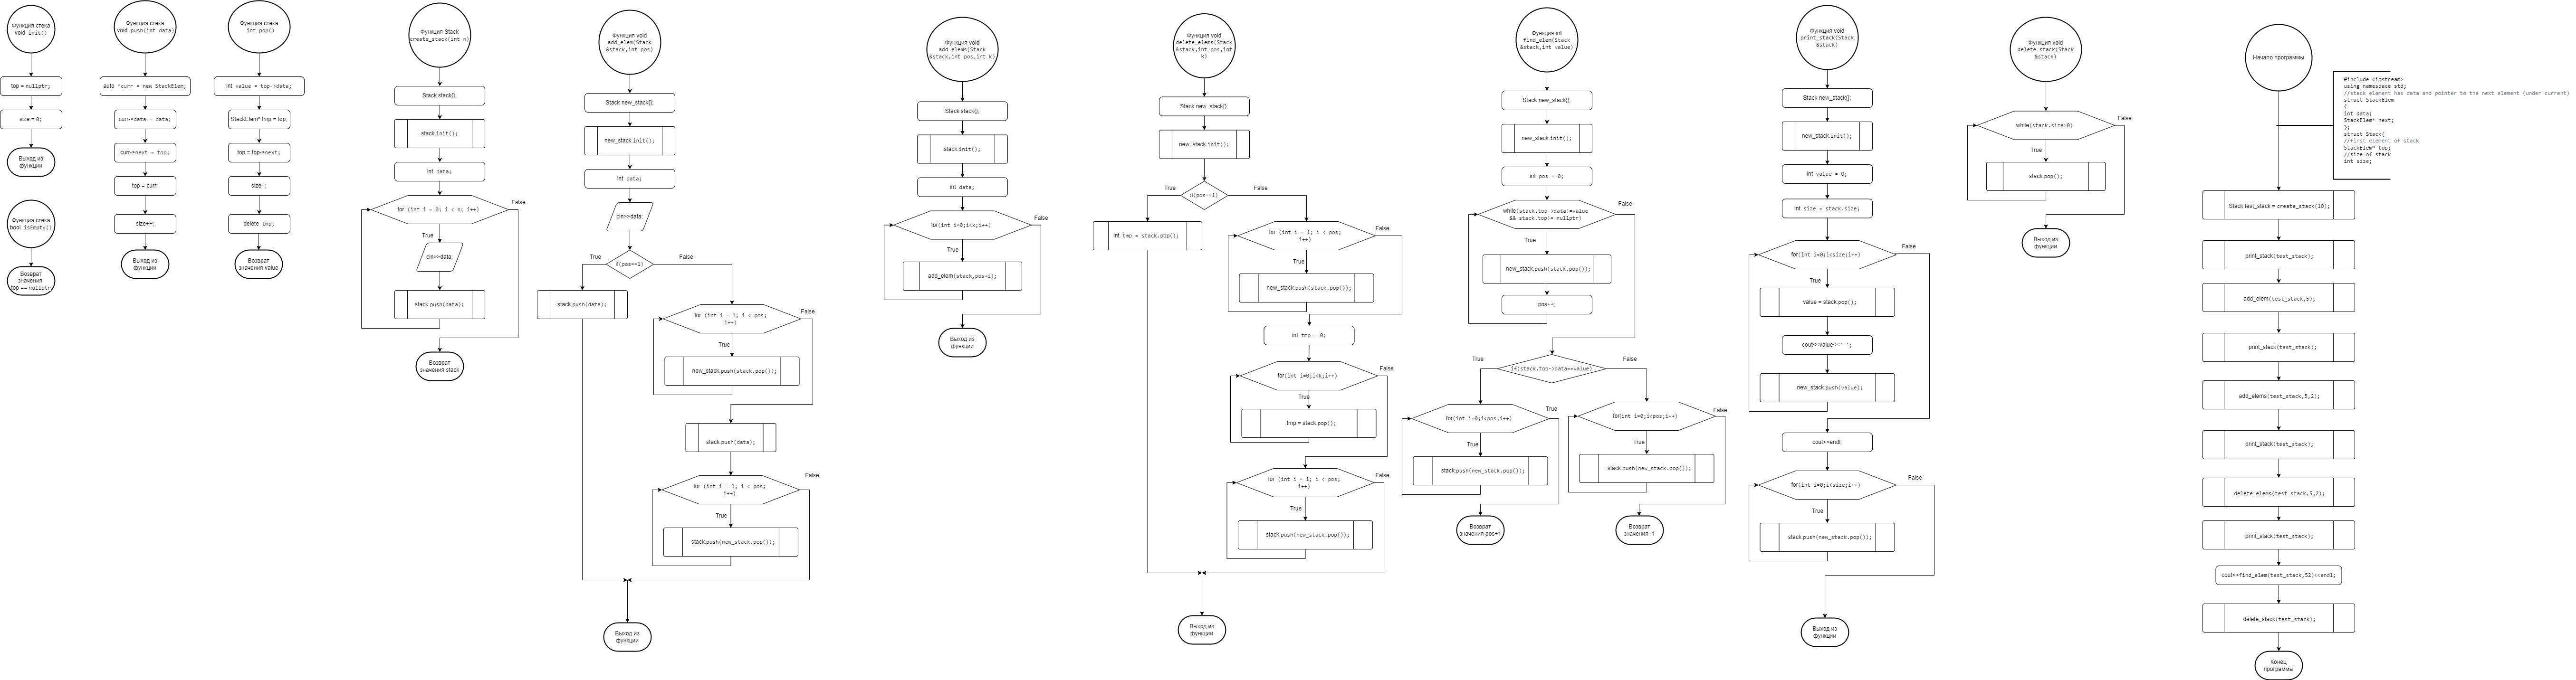 Функция стека
void init()
top = nullptr;
size = 0;
Выход из
функции
Функция стека
bool isEmpty()
Возврат
значения
top == nullptr
Функция стека
void push(int data)
auto *curr = new StackElem;
curr->data = data;
curr->next = top;
top = curr;
size++;
Выход из
функции
Функция стека
int pop()
int value = top->data;
StackElem* tmp = top;
top = top->next;
size--;
delete tmp;
Возврат
значения value
Функция Stack
create_stack(int n)
Stack stack{};
stack.init();
int data;
for (int i = 0; i < n; i++)
False
True
cin>>data;
stack.push(data);
Возврат
значения stack
Функция void
add_elem(Stack
&stack,int pos)
Stack new_stack{};
new_stack.init();
int data;
cin>>data;
if(pos==1)
True
False
stack.push(data);
for (int i = 1; i < pos;
i++)
False
True
new_stack.push(stack.pop());
stack.push(data);
for (int i = 1; i < pos;
i++)
False
True
stack.push(new_stack.pop());
Выход из
функции
Функция void
add_elems(Stack
&stack,int pos,int k)
Stack stack{};
stack.init();
int data;
for(int i=0;i<k;i++)
False
True
add_elem(stack,pos+i);
Выход из
функции
Функция void
delete_elems(Stack
&stack,int pos,int
k)
Stack new_stack{};
new_stack.init();
if(pos==1)
True
False
int tmp = stack.pop();
for (int i = 1; i < pos;
i++)
False
True
new_stack.push(stack.pop());
int tmp = 0;
for(int i=0;i<k;i++)
False
True
tmp = stack.pop();
for (int i = 1; i < pos;
i++)
False
True
stack.push(new_stack.pop());
Выход из
функции
Функция int
find_elem(Stack
&stack,int value)
Stack new_stack{};
new_stack.init();
int pos = 0;
while(stack.top->data!=value
&& stack.top!= nullptr)
False
True
new_stack.push(stack.pop());
pos++;
if(stack.top->data==value)
True
False
for(int i=0;i<pos;i++)
True
True
stack.push(new_stack.pop());
Возврат
значения pos+1
for(int i=0;i<pos;i++)
False
True
stack.push(new_stack.pop());
Возврат
значения -1
Функция void
print_stack(Stack
&stack)
Stack new_stack{};
new_stack.init();
int value = 0;
int size = stack.size;
for(int i=0;i<size;i++)
False
True
value = stack.pop();
cout<<value<<' ';
new_stack.push(value);
cout<<endl;
for(int i=0;i<size;i++)
False
True
stack.push(new_stack.pop());
Выход из
функции
Функция void
delete_stack(Stack
&stack)
while(stack.size>0)
False
True
stack.pop();
Выход из
функции
Начало программы
#include <iostream>
using namespace std;
//stack element has data and pointer to the next element (under current)
struct StackElem
{
int data;
StackElem* next;
};
struct Stack{
//first element of stack
StackElem* top;
//size of stack
int size;
Stack test_stack = create_stack(10);
print_stack(test_stack);
add_elem(test_stack,5);
print_stack(test_stack);
add_elems(test_stack,5,2);
print_stack(test_stack);
delete_elems(test_stack,5,2);
print_stack(test_stack);
cout<<find_elem(test_stack,52)<<endl;
delete_stack(test_stack);
Конец
программы